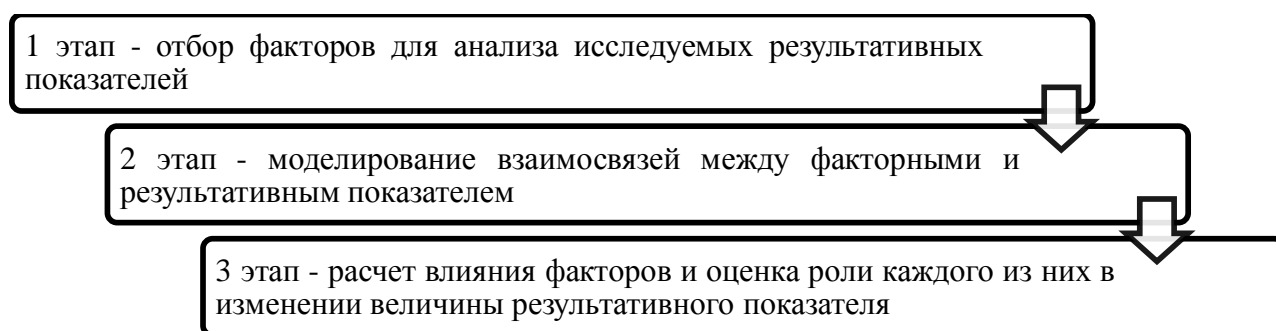 1 этап - отбор факторов для анализа исследуемых результативных
показателей
2 этап - моделирование взаимосвязей между факторными и
результативным показателем
3 этап - расчет влияния факторов и оценка роли каждого из них в
изменении величины результативного показателя